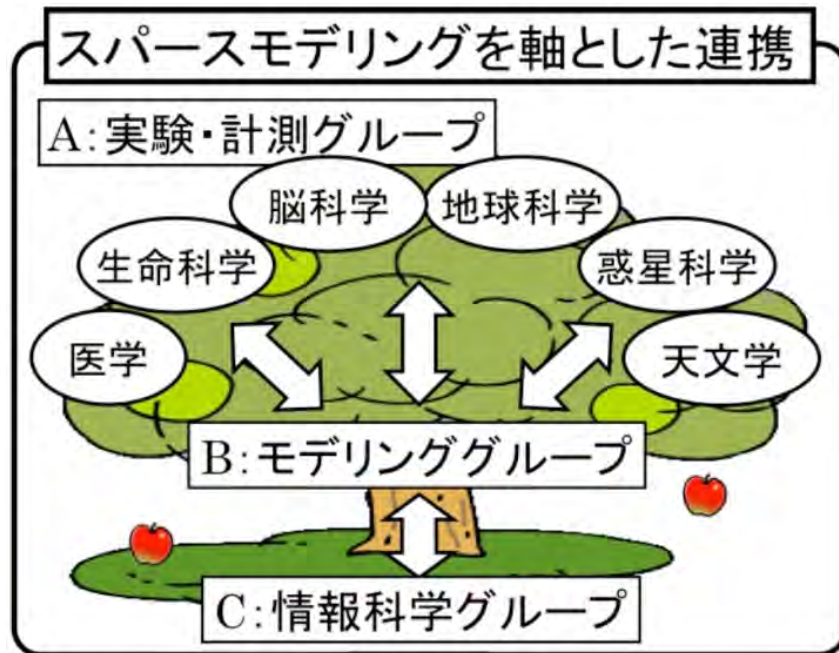 スパースモデリングを軸とした連携
A:実験・計測グループ
脳科学
地球科学
生命科学
惑星科学
医学
天文学
B:モデリンググループ
C:情報科学グループ